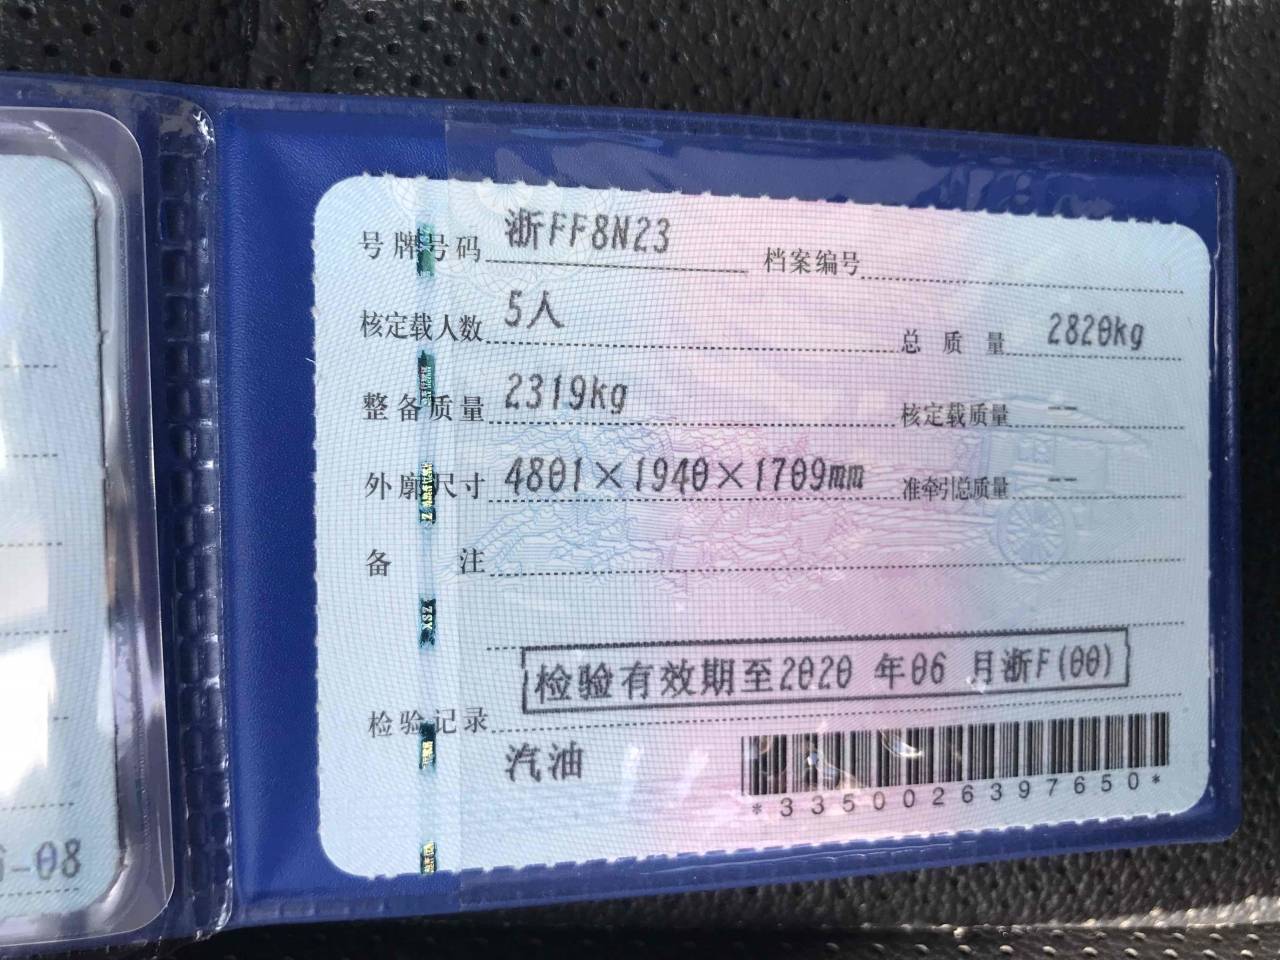 号牌号码 浙FF8N23 档案编号
核定载人数 5人 总质量 2820kg
整备质量 2319kg 核定载质量 --
外廓尺寸 4801×1940×1709mm 准牵引总质量 --
备注
检验有效期至2020 年06 月浙F(00)
检验记录
汽油
*3350026397650*
XSZ
-08